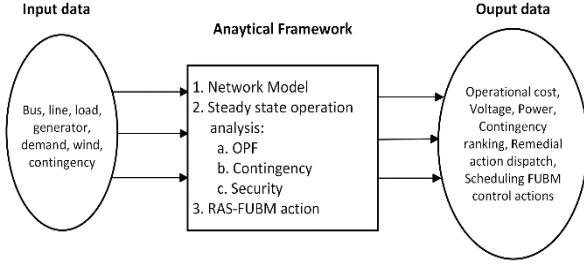 Input data
Bus, line, load,
generator,
demand, wind,
contingency
Anaytical Framework
1. Network Model
2. Steady state operation
analysis:
a. OPF
b. Contingency
c. Security
3. RAS-FUBM action
Ouput data
Operational cost,
Voltage, Power,
Contingency
ranking, Remedial
action dispatch,
Scheduling FUBM
control actions